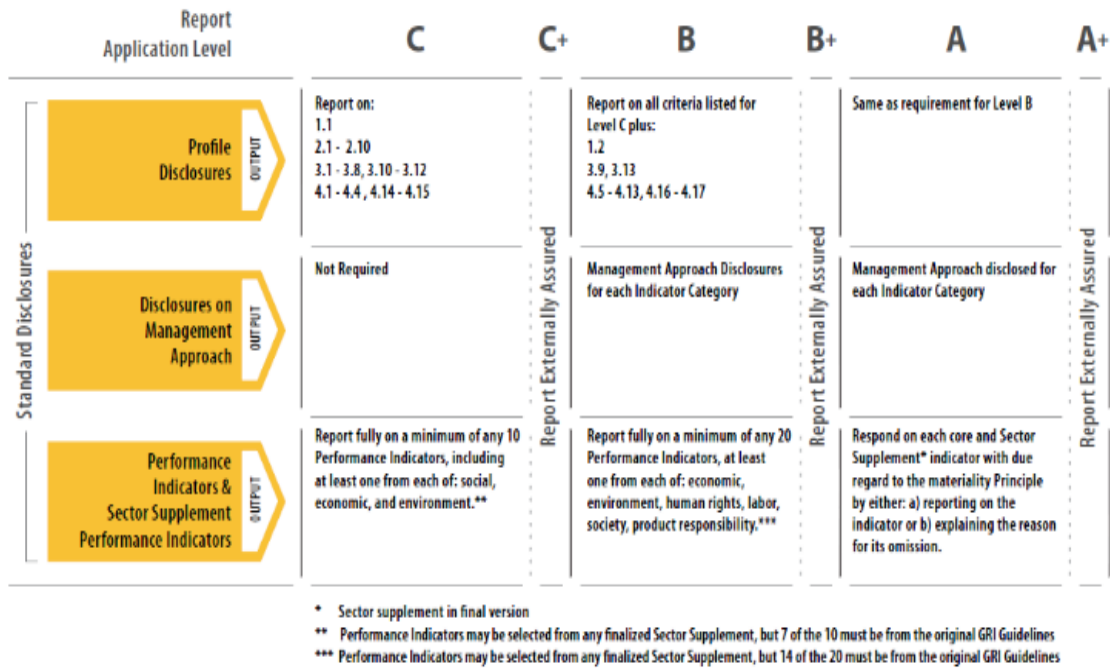 Report
Application Level
C
C+
B
B+
A
A+
Standard Disclosures
Profile
Disclosures
OUTPUT
Report on:
1.1
2.1 - 2.10
3.1 - 3.8, 3.10 - 3.12
4.1 - 4.4 , 4.14 - 4.15
Report on all criteria listed for
Level C plus:
1.2
3.9, 3.13
4.5 - 4.13, 4.16 - 4.17
Same as requirement for Level B
Disclosures on
Management
Approach
OUTPUT
Not Required
Management Approach Disclosures
for each Indicator Category
Management Approach disclosed for
each Indicator Category
Performance
Indicators &
Sector Supplement
Performance Indicators
OUTPUT
Report fully on a minimum of any 10
Performance Indicators, including
at least one from each of: social,
economic, and environment.**
Report fully on a minimum of any 20
Performance Indicators, at least
one from each of: economic,
environment, human rights, labor,
society, product responsibility.***
Respond on each core and Sector
Supplement* indicator with due
regard to the materiality Principle
by either: a) reporting on the
indicator or b) explaining the reason
for its omission.
Report Externally Assured
Report Externally Assured
Report Externally Assured
* Sector supplement in final version
** Performance Indicators may be selected from any finalized Sector Supplement, but 7 of the 10 must be from the original GRI Guidelines
*** Performance Indicators may be selected from any finalized Sector Supplement, but 14 of the 20 must be from the original GRI Guidelines